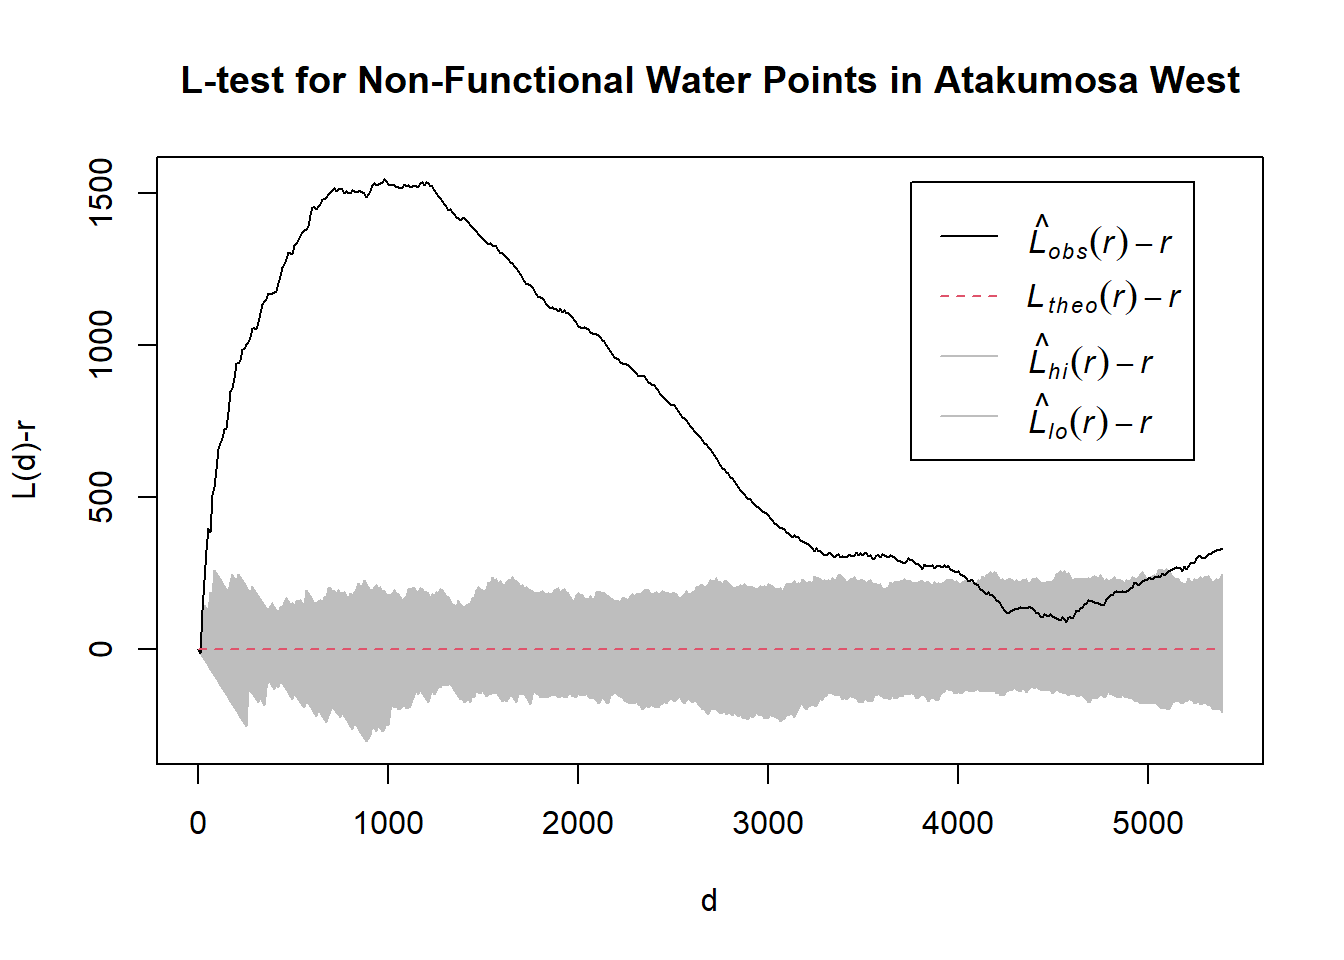 L-test for Non-Functional Water Points in Atakumosa West
L(d)-r
1500
1000
500
0
L̂obs(r) – r
Ltheo(r) – r
L̂hi(r) – r
L̂lo(r) – r
0 1000 2000 3000 4000 5000
d